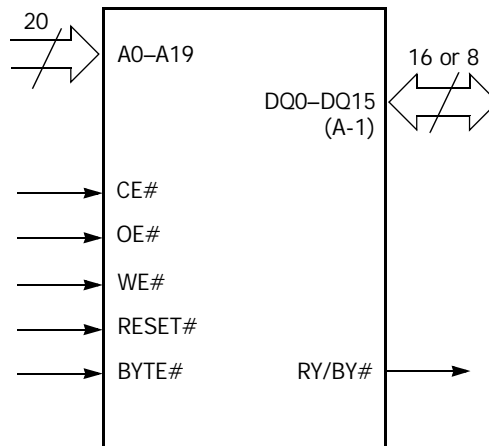 20
A0–A19
16 or 8
DQ0–DQ15
(A-1)
CE#
OE#
WE#
RESET#
BYTE#
RY/BY#